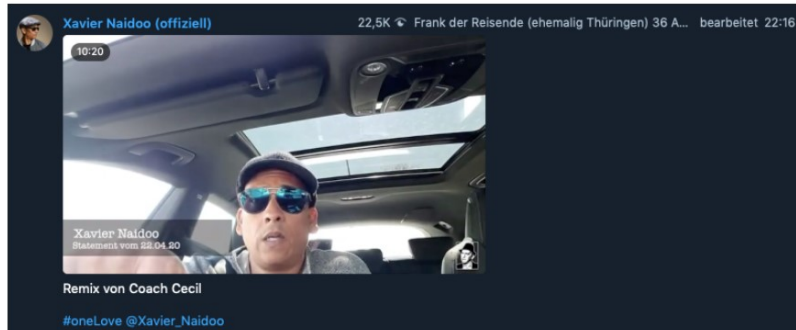 Xavier Naidoo (offiziell) 22,5K Frank der Reisende (ehemalig Thüringen) 36 A... bearbeitet 22:16
10:20
Xavier Naidoo
Statement vom 22.04.20
Remix von Coach Cecil
#oneLove @Xavier_Naidoo